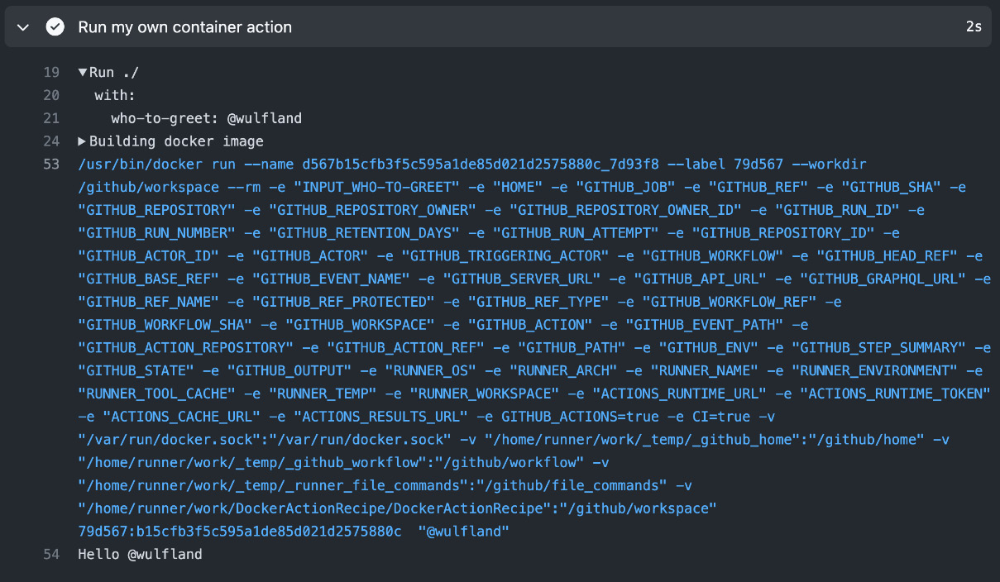 Run my own container action 2s
19 ▼Run ./
20 with:
21 who-to-greet: @wulfland
24 ▶Building docker image
53 /usr/bin/docker run --name d567b15cfb3f5c595a1de85d021d2575880c_7d93f8 --label 79d567 --workdir
/github/workspace --rm -e "INPUT_WHO-TO-GREET" -e "HOME" -e "GITHUB_JOB" -e "GITHUB_REF" -e "GITHUB_SHA" -e
"GITHUB_REPOSITORY" -e "GITHUB_REPOSITORY_OWNER" -e "GITHUB_REPOSITORY_OWNER_ID" -e "GITHUB_RUN_ID" -e
"GITHUB_RUN_NUMBER" -e "GITHUB_RETENTION_DAYS" -e "GITHUB_RUN_ATTEMPT" -e "GITHUB_REPOSITORY_ID" -e
"GITHUB_ACTOR_ID" -e "GITHUB_ACTOR" -e "GITHUB_TRIGGERING_ACTOR" -e "GITHUB_WORKFLOW" -e "GITHUB_HEAD_REF" -e
"GITHUB_BASE_REF" -e "GITHUB_EVENT_NAME" -e "GITHUB_SERVER_URL" -e "GITHUB_API_URL" -e "GITHUB_GRAPHQL_URL" -e
"GITHUB_REF_NAME" -e "GITHUB_REF_PROTECTED" -e "GITHUB_REF_TYPE" -e "GITHUB_WORKFLOW_REF" -e
"GITHUB_WORKFLOW_SHA" -e "GITHUB_WORKSPACE" -e "GITHUB_ACTION" -e "GITHUB_EVENT_PATH" -e
"GITHUB_ACTION_REPOSITORY" -e "GITHUB_ACTION_REF" -e "GITHUB_PATH" -e "GITHUB_ENV" -e "GITHUB_STEP_SUMMARY" -e
"GITHUB_STATE" -e "GITHUB_OUTPUT" -e "RUNNER_OS" -e "RUNNER_ARCH" -e "RUNNER_NAME" -e "RUNNER_ENVIRONMENT" -e
"RUNNER_TOOL_CACHE" -e "RUNNER_TEMP" -e "RUNNER_WORKSPACE" -e "ACTIONS_RUNTIME_URL" -e "ACTIONS_RUNTIME_TOKEN"
-e "ACTIONS_CACHE_URL" -e "ACTIONS_RESULTS_URL" -e GITHUB_ACTIONS=true -e CI=true -v
"/var/run/docker.sock":"/var/run/docker.sock" -v "/home/runner/work/_temp/_github_home":"/github/home" -v
"/home/runner/work/_temp/_github_workflow":"/github/workflow" -v
"/home/runner/work/_temp/_runner_file_commands":"/github/file_commands" -v
"/home/runner/work/DockerActionRecipe/DockerActionRecipe":"/github/workspace"
79d567:b15cfb3f5c595a1de85d021d2575880c  "@wulfland"
54 Hello @wulfland